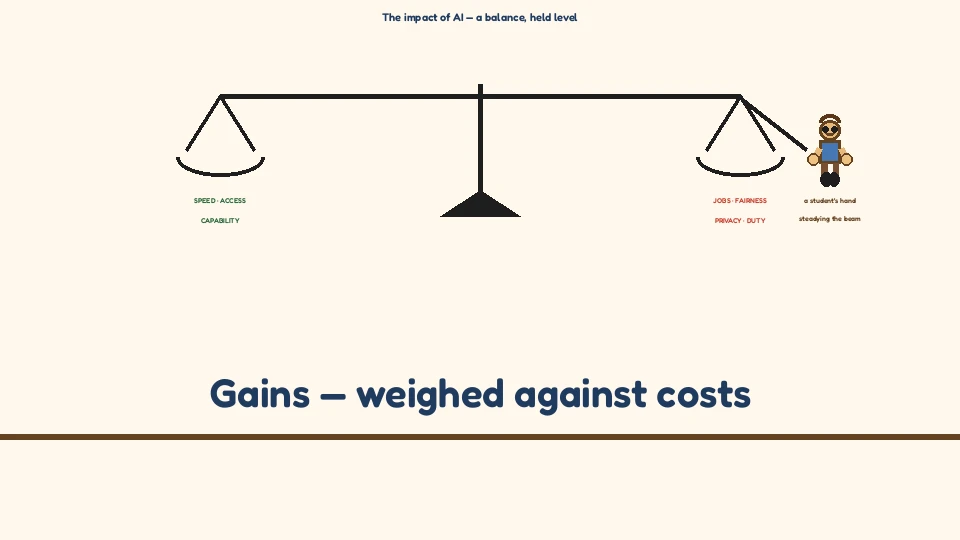 The impact of AI — a balance, held level
SPEED · ACCESS
CAPABILITY
JOBS · FAIRNESS
PRIVACY · DUTY
a student's hand
steadying the beam
Gains — weighed against costs